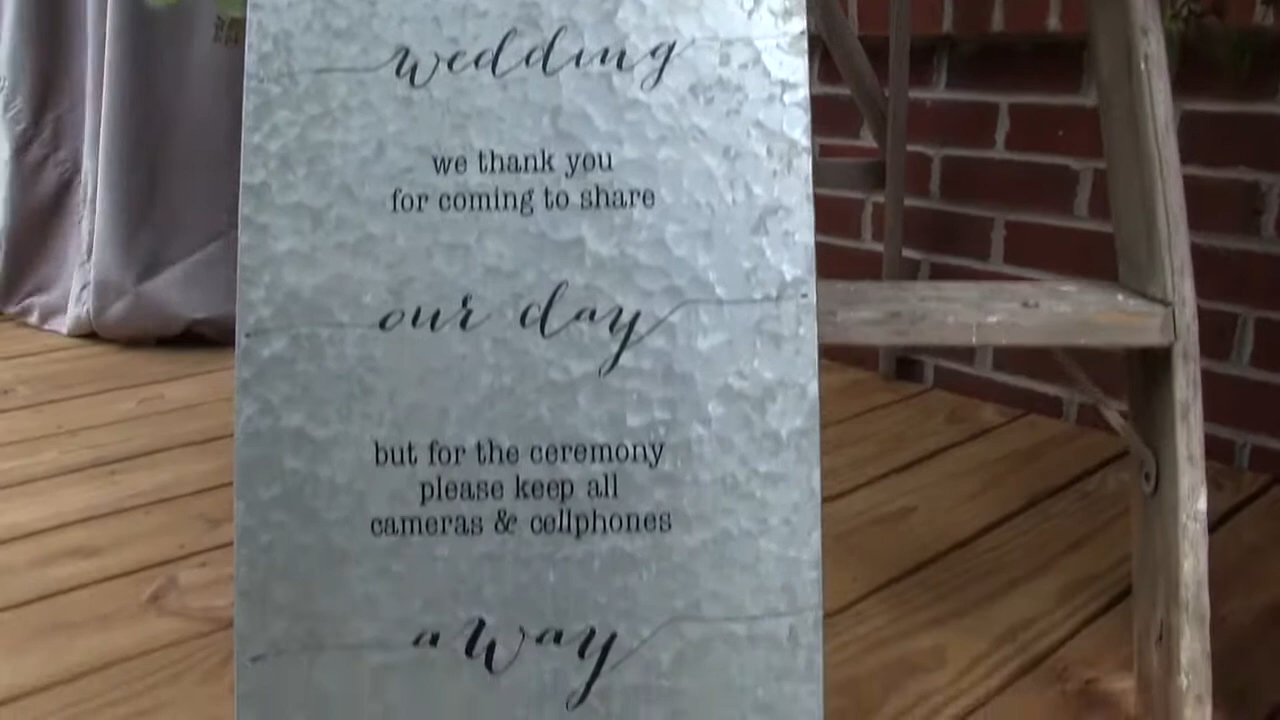 wedding
we thank you
for coming to share
our day
but for the ceremony
please keep all
cameras & cellphones
away